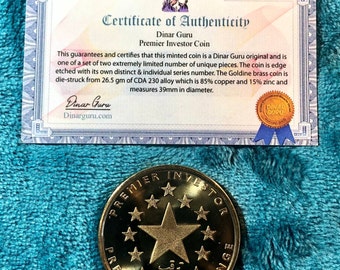 Certificate of Authenticity
Dinar Guru
Premier Investor Coin
This guarantees and certifies that this minted coin is a Dinar Guru original and is
one of a set of two extremely limited number of unique pieces. The coin is edge
etched with its own distinct & individual series number. The Goldine brass coin is
die-struck from 26.5 gm of CDA 230 alloy which is 85% copper and 15% zinc and
measures 39mm in diameter.
Dinar Guru
Dinarguru.com
PREMIER INVESTOR